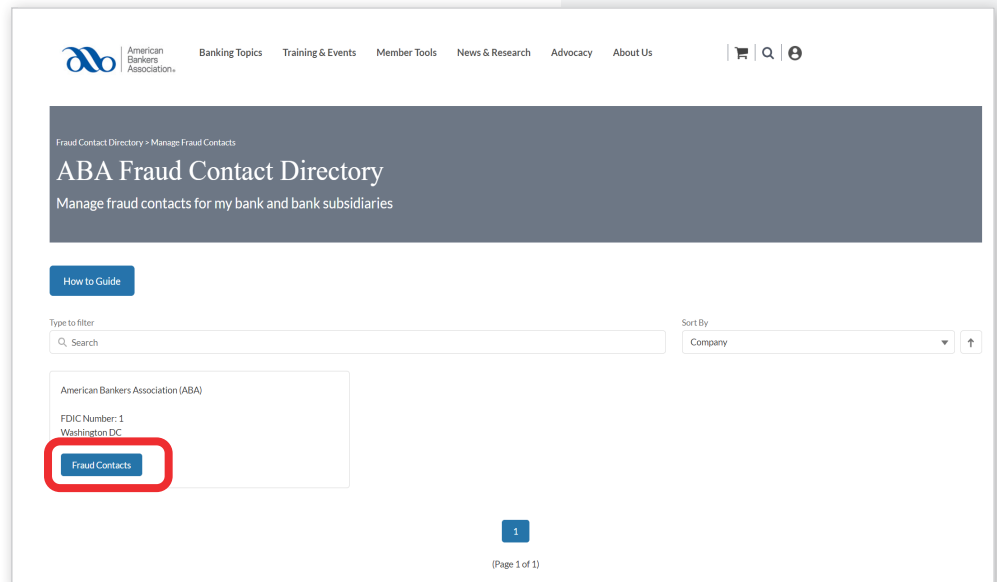 American
Bankers
Association®
Banking Topics Training & Events Member Tools News & Research Advocacy About Us
Fraud Contact Directory > Manage Fraud Contacts
ABA Fraud Contact Directory
Manage fraud contacts for my bank and bank subsidiaries
How to Guide
Type to filter
Search
Sort By
Company
American Bankers Association (ABA)
FDIC Number: 1
Washington DC
Fraud Contacts
1
(Page 1 of 1)